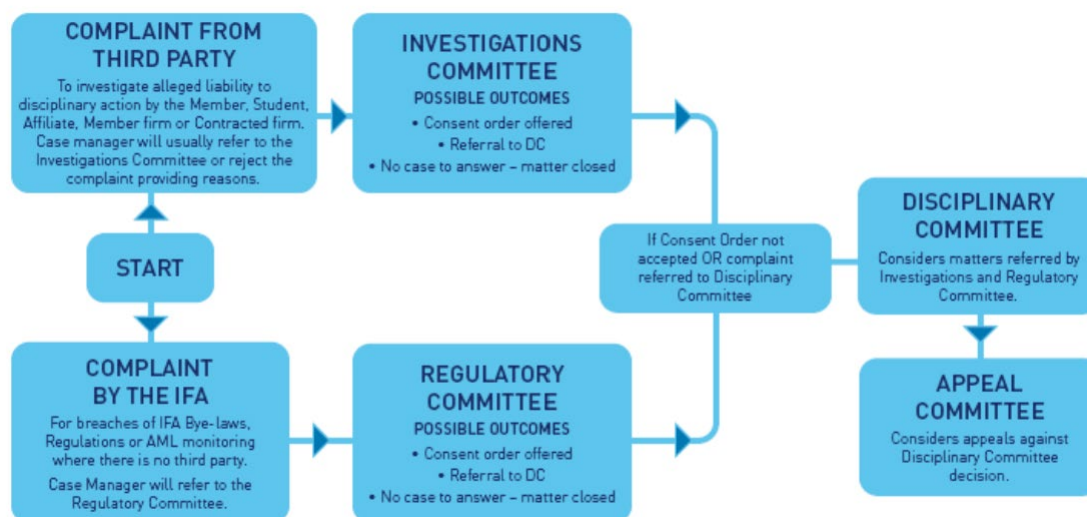 COMPLAINT FROM
THIRD PARTY
To investigate alleged liability to
disciplinary action by the Member, Student,
Affiliate, Member firm or Contracted firm.
Case manager will usually refer to the
Investigations Committee or reject the
complaint providing reasons.
INVESTIGATIONS
COMMITTEE
POSSIBLE OUTCOMES
• Consent order offered
• Referral to DC
• No case to answer – matter closed
START
If Consent Order not
accepted OR complaint
referred to Disciplinary
Committee
DISCIPLINARY
COMMITTEE
Considers matters referred by
Investigations and Regulatory
Committee.
COMPLAINT
BY THE IFA
For breaches of IFA Bye-laws,
Regulations or AML monitoring
where there is no third party.
Case Manager will refer to the
Regulatory Committee.
REGULATORY
COMMITTEE
POSSIBLE OUTCOMES
• Consent order offered
• Referral to DC
• No case to answer – matter closed
APPEAL
COMMITTEE
Considers appeals against
Disciplinary Committee
decision.